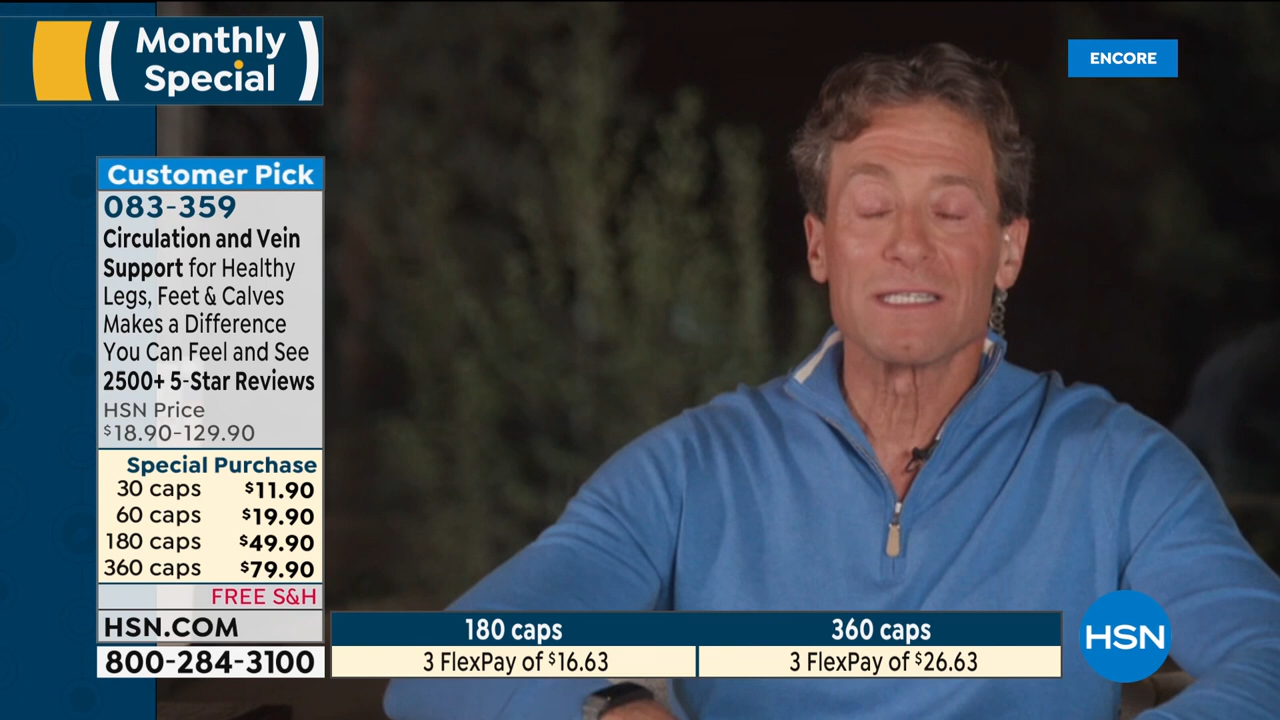 Monthly
Special
ENCORE
Customer Pick
083-359
Circulation and Vein
Support for Healthy
Legs, Feet & Calves
Makes a Difference
You Can Feel and See
2500+ 5-Star Reviews
HSN Price
$18.90-129.90
Special Purchase
30 caps $11.90
60 caps $19.90
180 caps $49.90
360 caps $79.90
FREE S&H
HSN.COM
800-284-3100
180 caps 360 caps
3 FlexPay of $16.63 3 FlexPay of $26.63
HSN